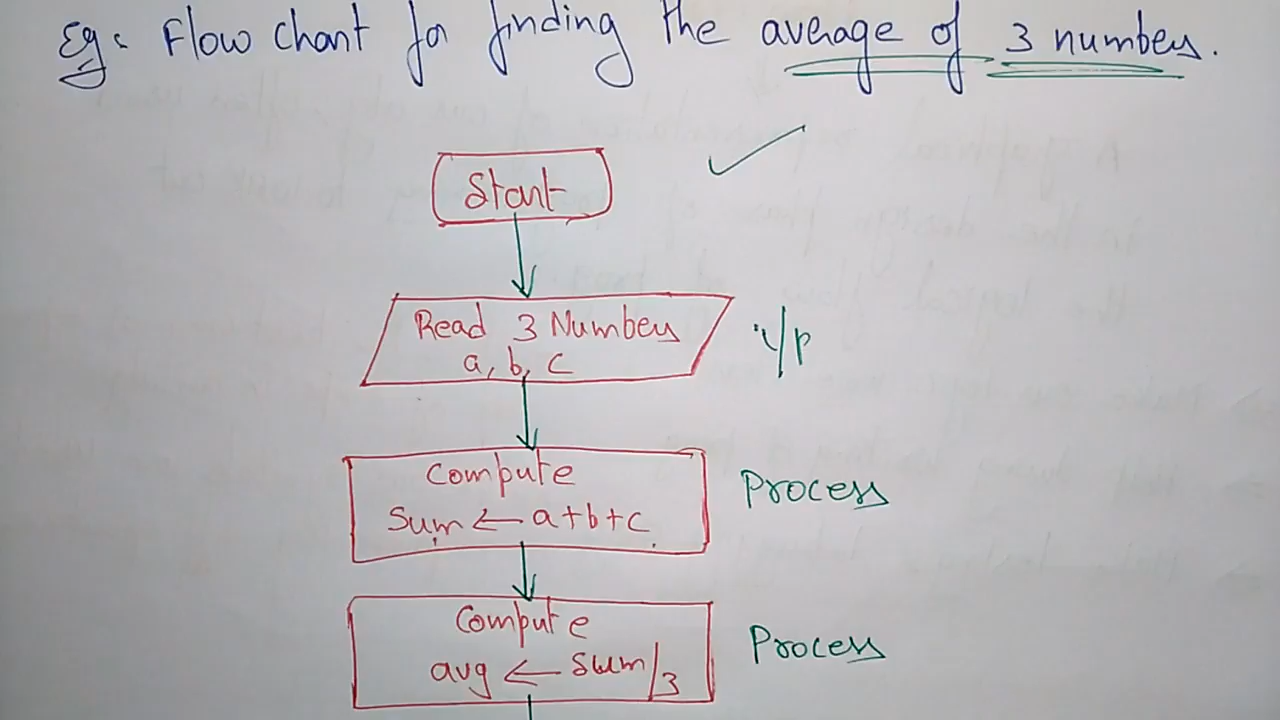 Eg: Flow chart for finding the average of 3 numbers.
Start
Read 3 Numbers
a, b, c
i/p
Compute
Sum ← a+b+c
Process
Compute
avg ← sum/3
Process